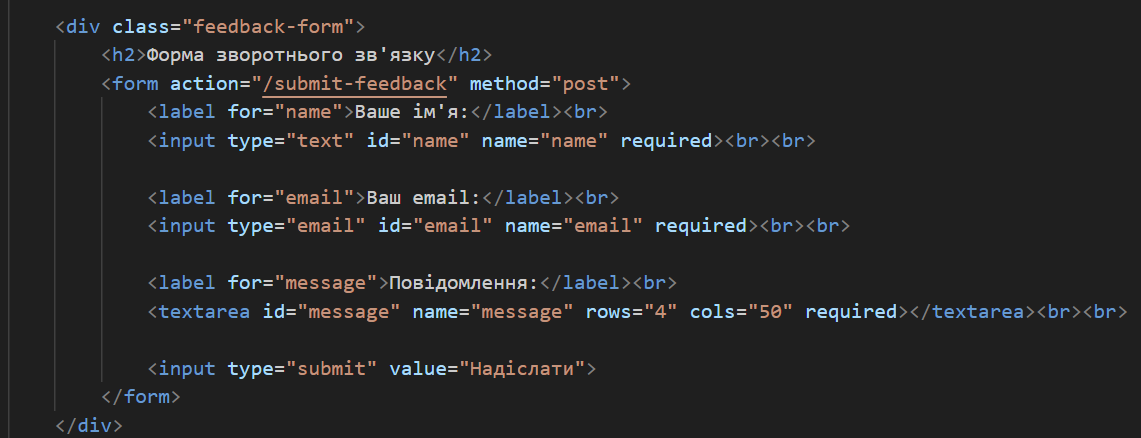 <div class="feedback-form">
<h2>Форма зворотнього зв'язку</h2>
<form action="/submit-feedback" method="post">
<label for="name">Ваше ім'я:</label><br>
<input type="text" id="name" name="name" required><br><br>
<label for="email">Ваш email:</label><br>
<input type="email" id="email" name="email" required><br><br>
<label for="message">Повідомлення:</label><br>
<textarea id="message" name="message" rows="4" cols="50" required></textarea><br><br>
<input type="submit" value="Надіслати">
</form>
</div>